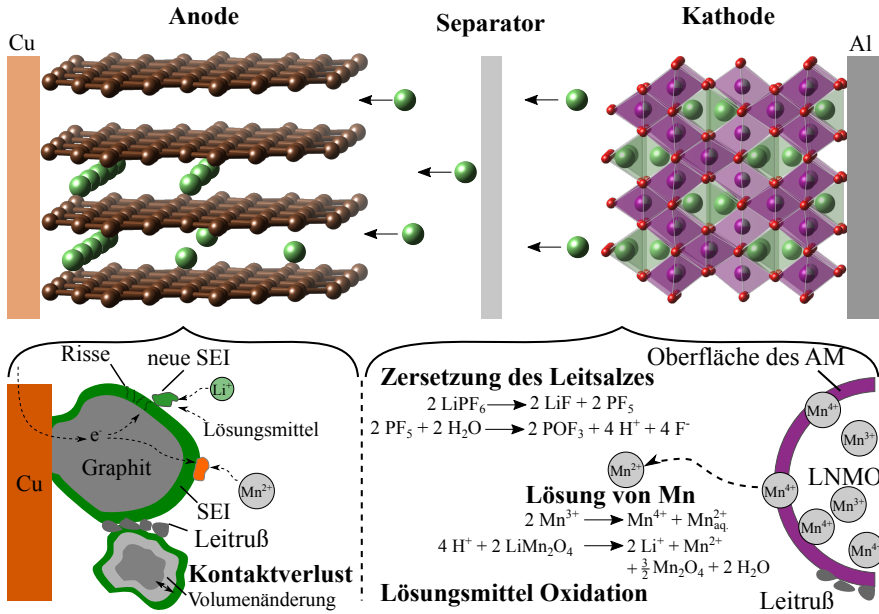 Anode
Separator
Kathode
Cu
Al
Risse
neue SEI
Li⁺
Lösungsmittel
e⁻
Graphit
Cu
Mn²⁺
SEI
Leitruß
Kontaktverlust
Volumenänderung
Zersetzung des Leitsalzes
2 LiPF₆ → 2 LiF + 2 PF₅
2 PF₅ + 2 H₂O → 2 POF₃ + 4 H⁺ + 4 F⁻
Mn²⁺
Lösung von Mn
2 Mn³⁺ → Mn⁴⁺ + Mn²⁺aq.
4 H⁺ + 2 LiMn₂O₄ → 2 Li⁺ + Mn²⁺
+ 3/2 Mn₂O₄ + 2 H₂O
Lösungsmittel Oxidation
Oberfläche des AM
Mn⁴⁺
Mn³⁺
LNMO
Mn⁴⁺
Mn³⁺
Mn⁴⁺
Mn⁴⁺
Leitruß